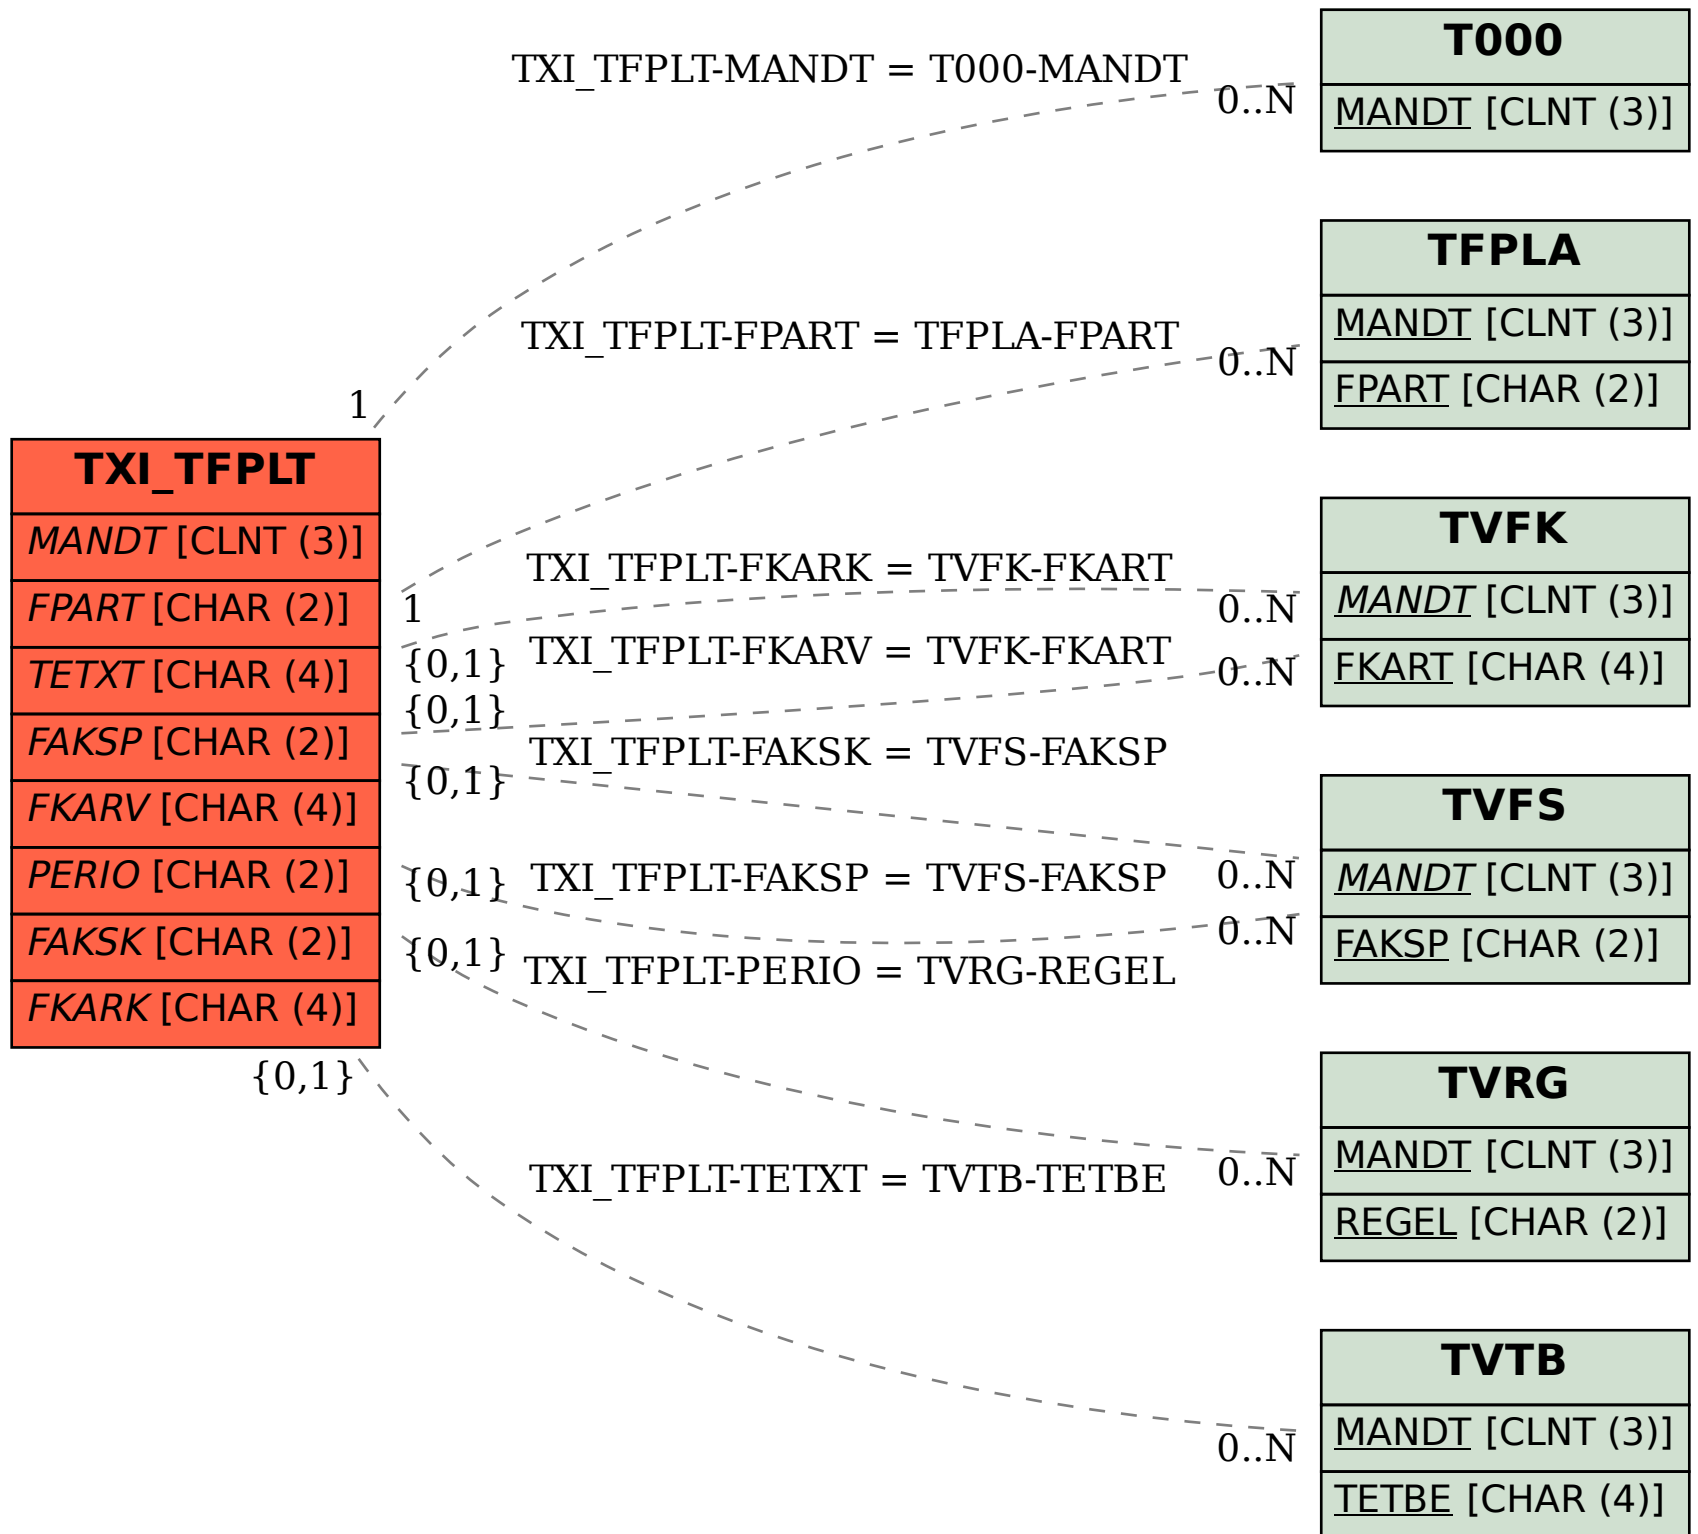 T000
MANDT [CLNT (3)]
TXI_TFPLT-MANDT = T000-MANDT
0..N
1
TFPLA
MANDT [CLNT (3)]
FPART [CHAR (2)]
TXI_TFPLT-FPART = TFPLA-FPART
0..N
1
TXI_TFPLT
MANDT [CLNT (3)]
FPART [CHAR (2)]
TETXT [CHAR (4)]
FAKSP [CHAR (2)]
FKARV [CHAR (4)]
PERIO [CHAR (2)]
FAKSK [CHAR (2)]
FKARK [CHAR (4)]
TVFK
MANDT [CLNT (3)]
FKART [CHAR (4)]
TXI_TFPLT-FKARK = TVFK-FKART
0..N
{0,1}
TXI_TFPLT-FKARV = TVFK-FKART
0..N
{0,1}
TXI_TFPLT-FAKSK = TVFS-FAKSP
{0,1}
0..N
TVFS
MANDT [CLNT (3)]
FAKSP [CHAR (2)]
TXI_TFPLT-FAKSP = TVFS-FAKSP
{0,1}
0..N
TXI_TFPLT-PERIO = TVRG-REGEL
{0,1}
0..N
TVRG
MANDT [CLNT (3)]
REGEL [CHAR (2)]
{0,1}
TXI_TFPLT-TETXT = TVTB-TETBE
0..N
TVTB
MANDT [CLNT (3)]
TETBE [CHAR (4)]